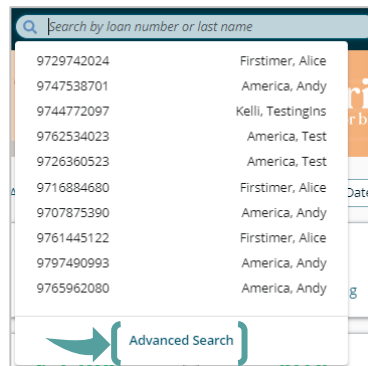 Search by loan number or last name
9729742024 Firstimer, Alice
9747538701 America, Andy
9744772097 Kelli, TestingIns
9762534023 America, Test
9726360523 America, Test
9716884680 Firstimer, Alice
9707875390 America, Andy
9761445122 Firstimer, Alice
9797490993 America, Andy
9765962080 America, Andy
Advanced Search